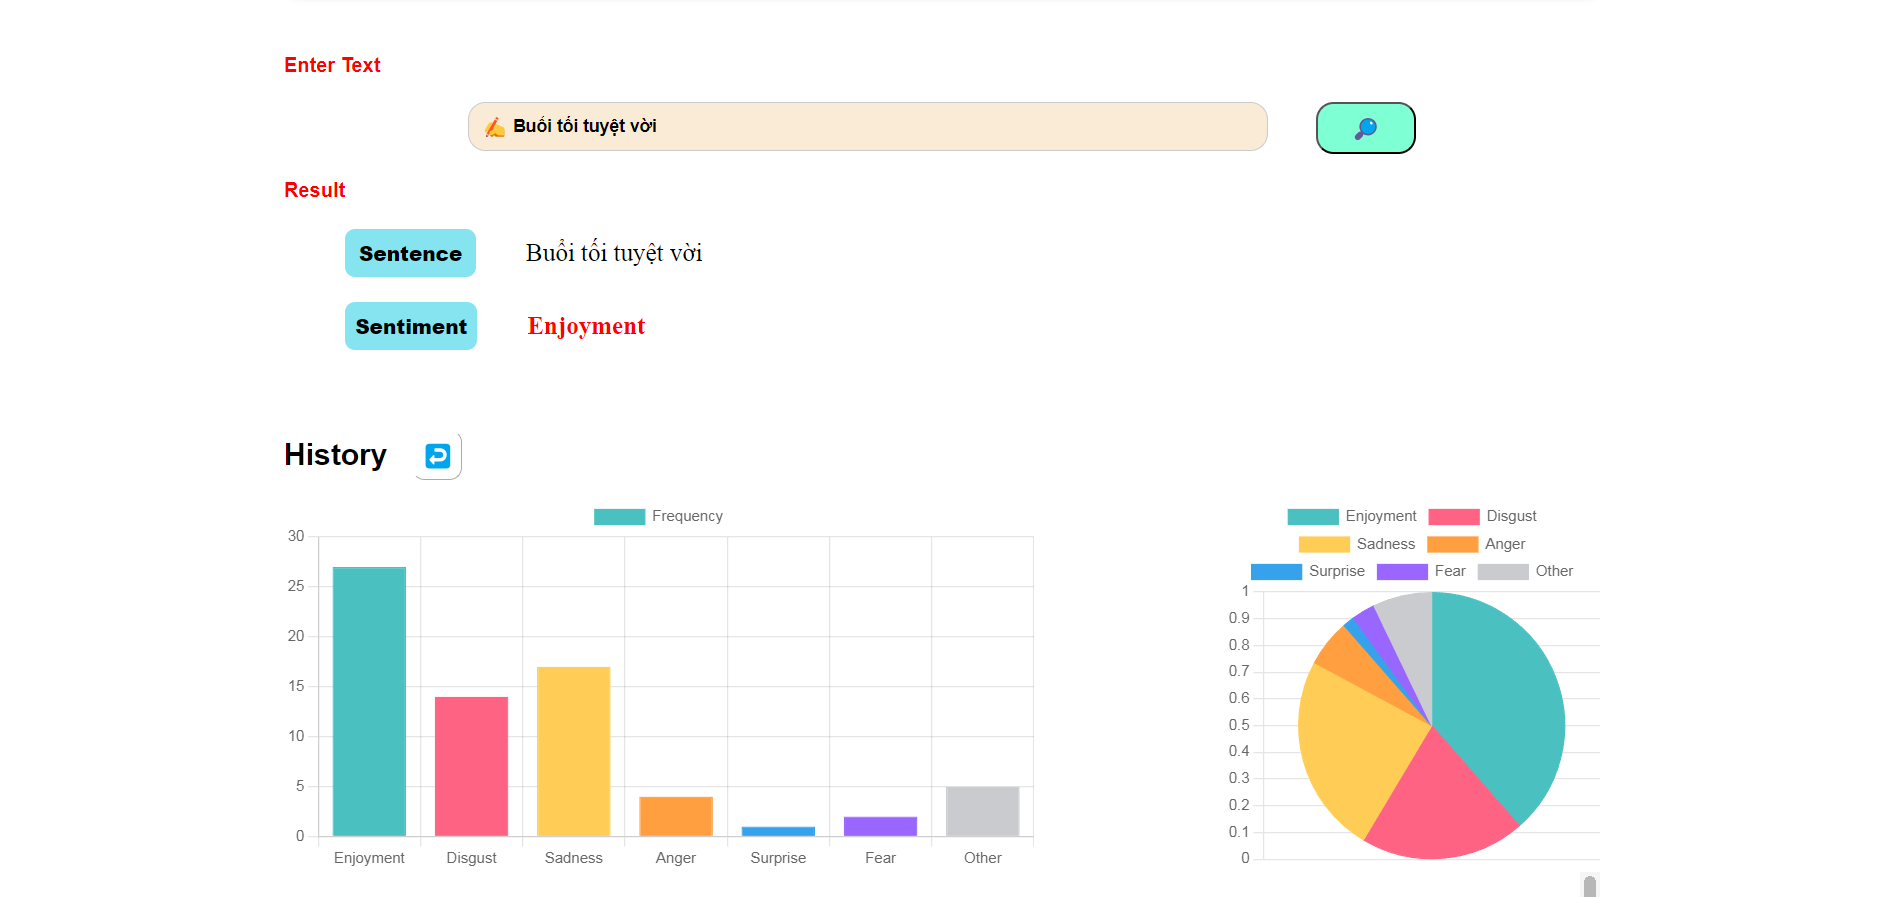 Enter Text
✍️ Buổi tối tuyệt vời
Result
Sentence Buổi tối tuyệt vời
Sentiment Enjoyment
History
Frequency
30
25
20
15
10
5
0
Enjoyment Disgust Sadness Anger Surprise Fear Other
Enjoyment Disgust
Sadness Anger
Surprise Fear Other
1
0.9
0.8
0.7
0.6
0.5
0.4
0.3
0.2
0.1
0